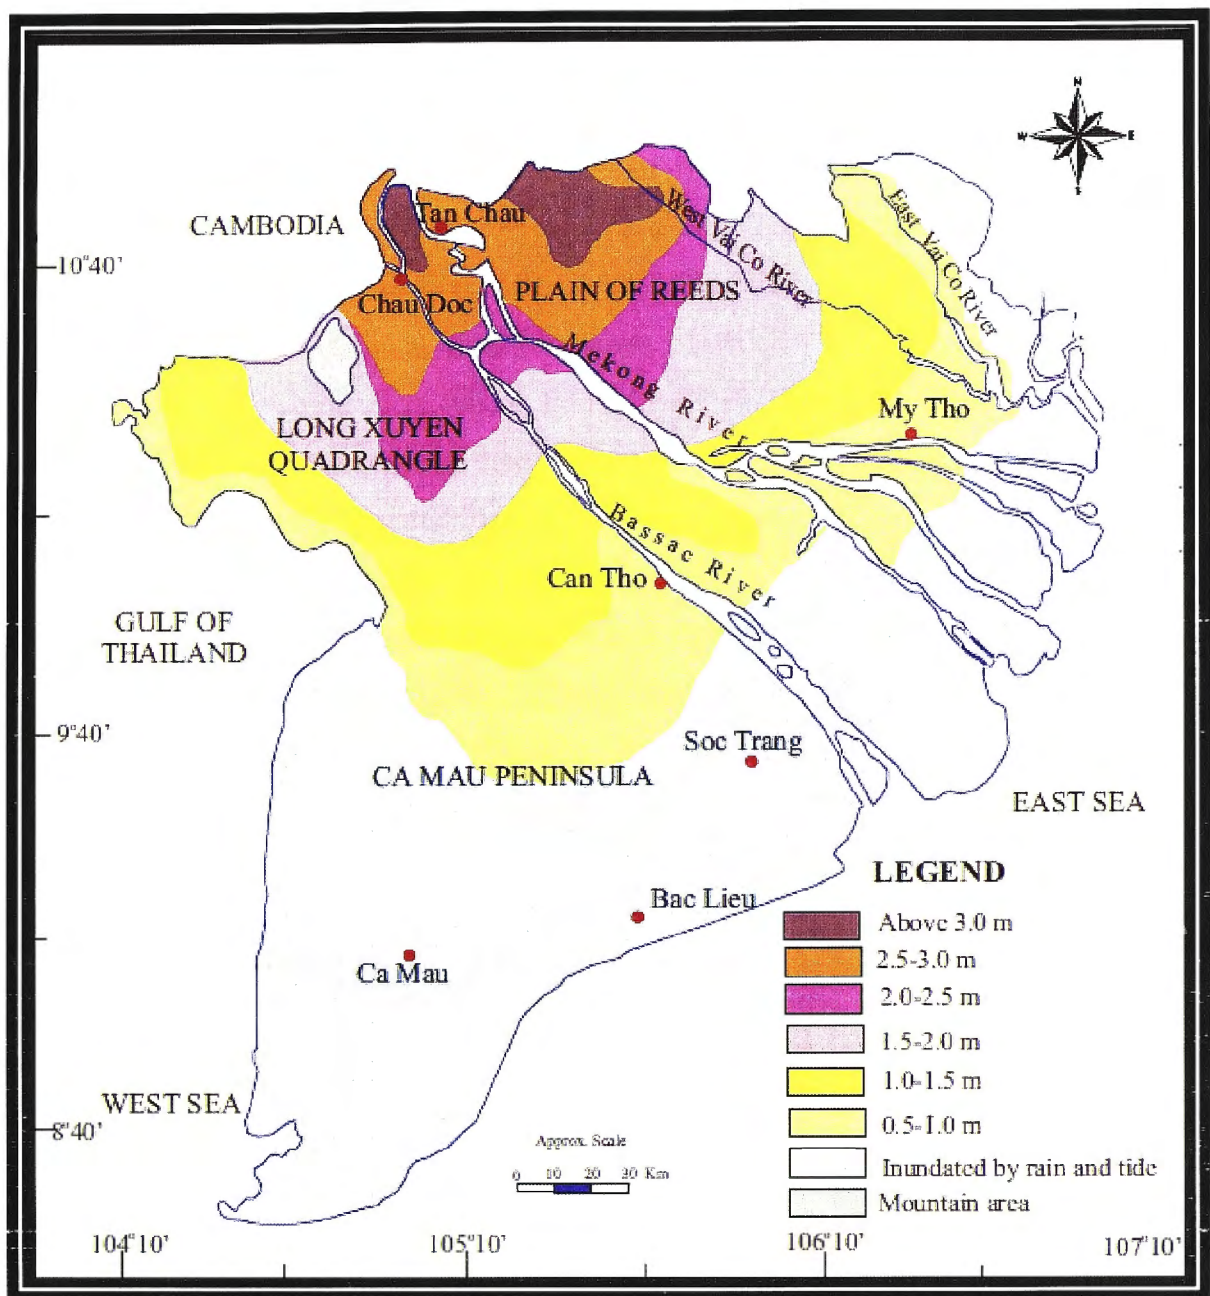 N
W E
S
CAMBODIA
Tan Chau
10°40'
Chau Doc
PLAIN OF REEDS
West Vai Co River
East Vai Co River
Mekong River
My Tho
LONG XUYEN
QUADRANGLE
Bassac River
Can Tho
GULF OF
THAILAND
9°40'
Soc Trang
CA MAU PENINSULA
EAST SEA
LEGEND
Bac Lieu
Above 3.0 m
2.5-3.0 m
Ca Mau
2.0-2.5 m
1.5-2.0 m
1.0-1.5 m
WEST SEA
0.5-1.0 m
8°40'
Approx. Scale
Inundated by rain and tide
0 10 20 30 Km
Mountain area
104°10' 105°10' 106°10' 107°10'